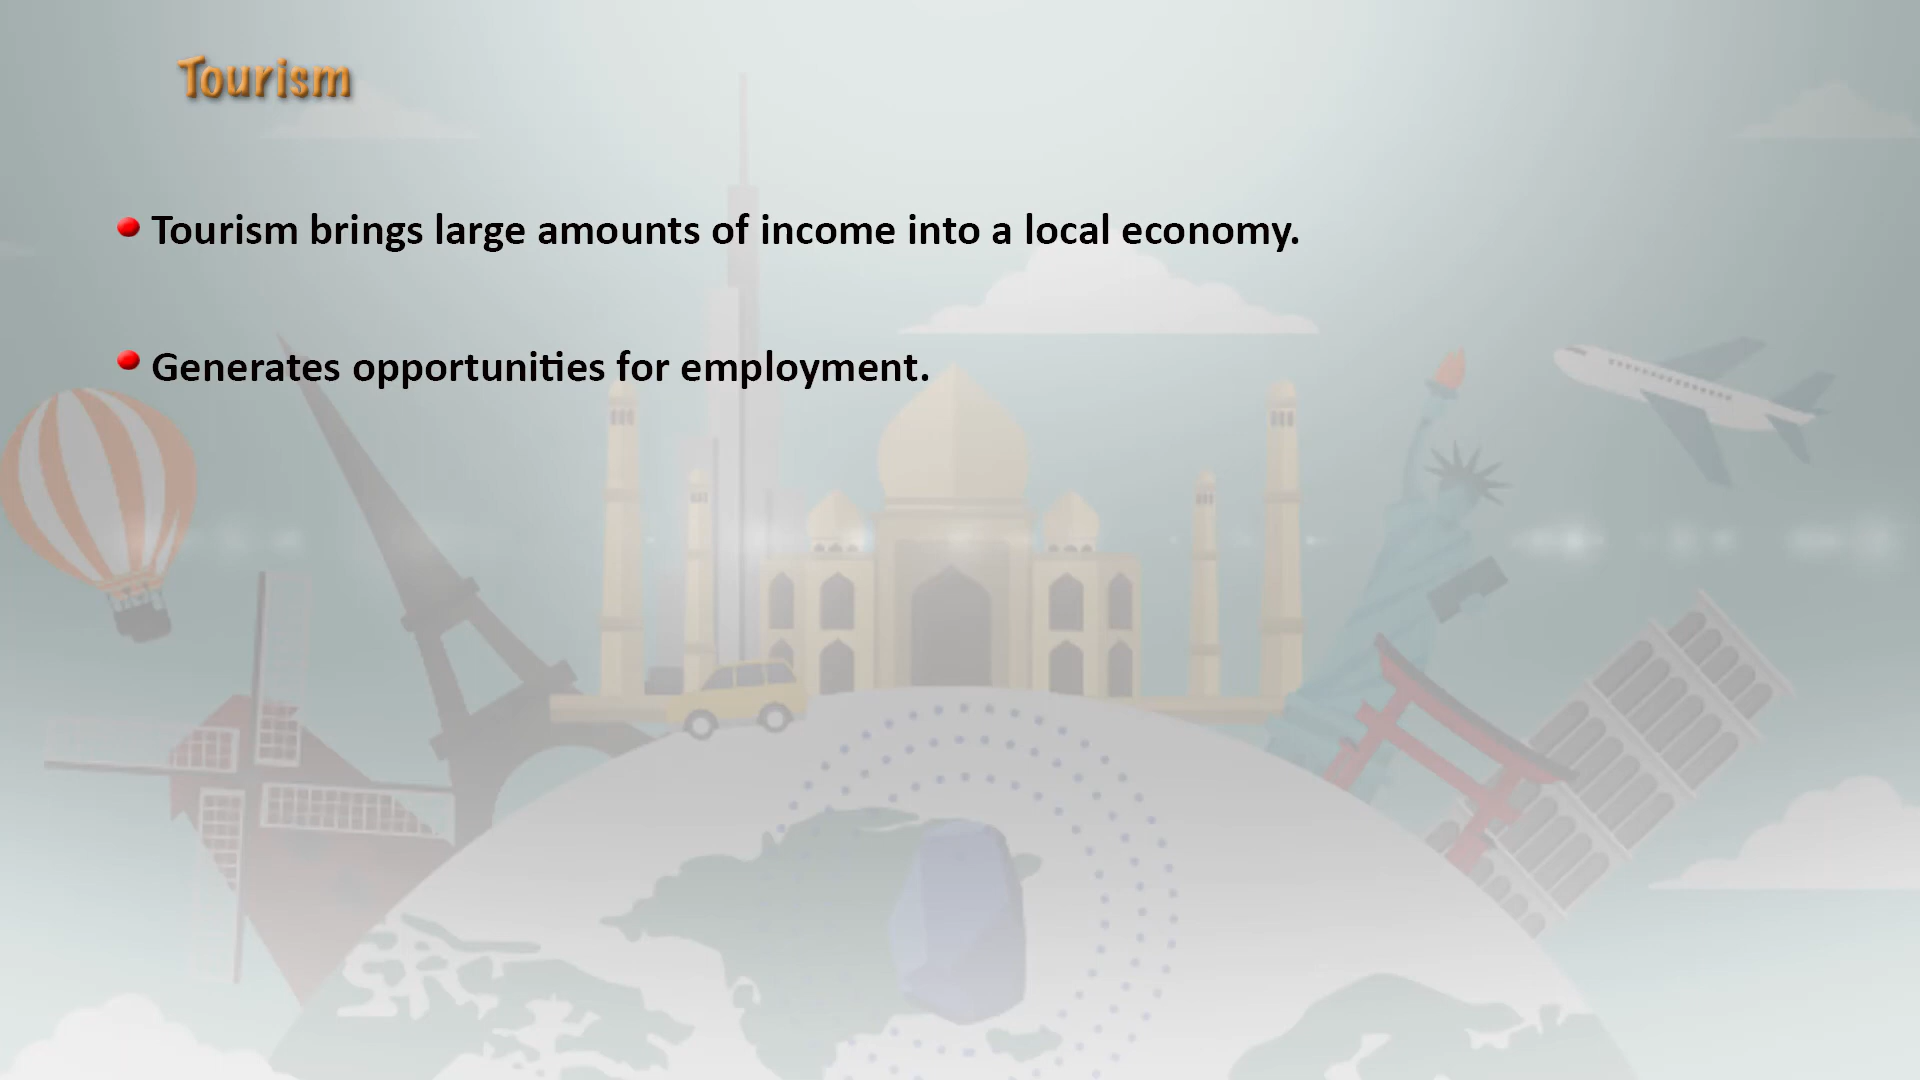 Tourism
Tourism brings large amounts of income into a local economy.
Generates opportunities for employment.